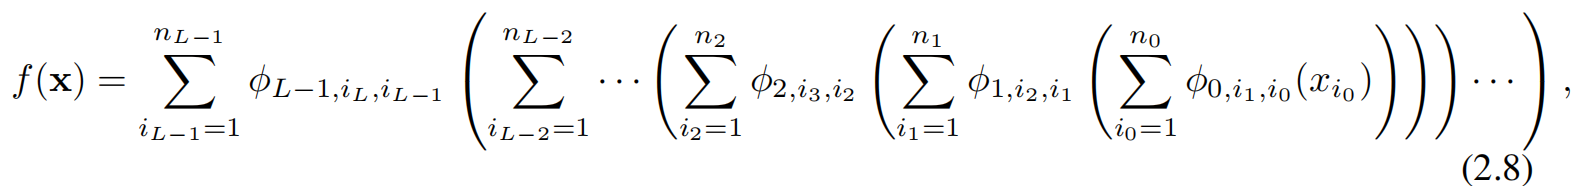 f(\mathbf{x}) = \sum_{i_{L-1}=1}^{n_{L-1}} \phi_{L-1,i_L,i_{L-1}} \left( \sum_{i_{L-2}=1}^{n_{L-2}} \cdots \left( \sum_{i_2=1}^{n_2} \phi_{2,i_3,i_2} \left( \sum_{i_1=1}^{n_1} \phi_{1,i_2,i_1} \left( \sum_{i_0=1}^{n_0} \phi_{0,i_1,i_0}(x_{i_0}) \right) \right) \right) \cdots \right),
(2.8)